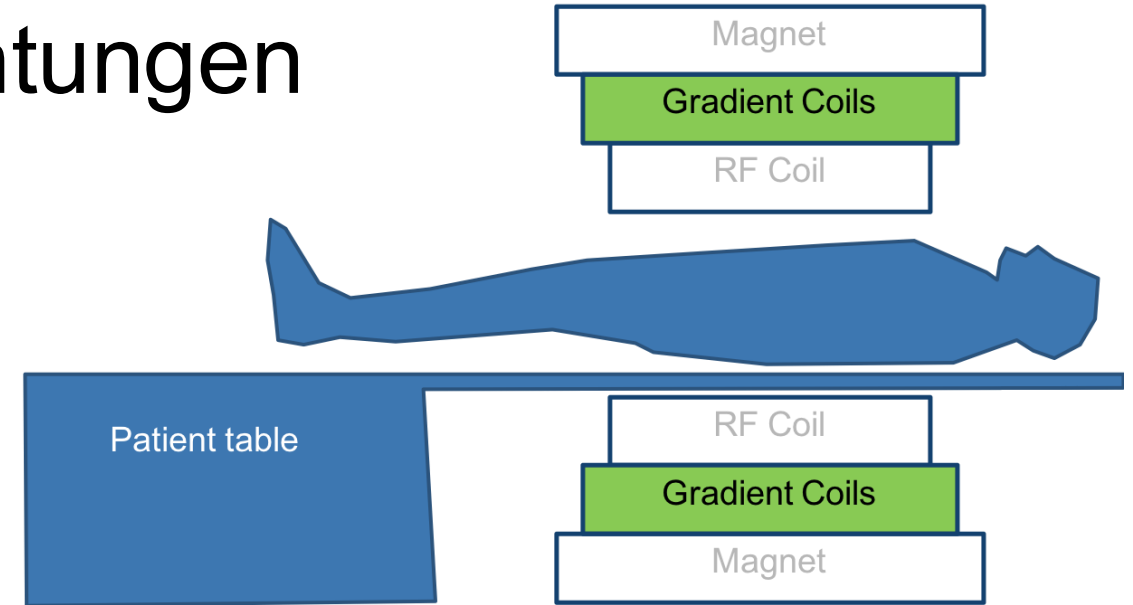 ntungen
Magnet
Gradient Coils
RF Coil
Patient table
RF Coil
Gradient Coils
Magnet